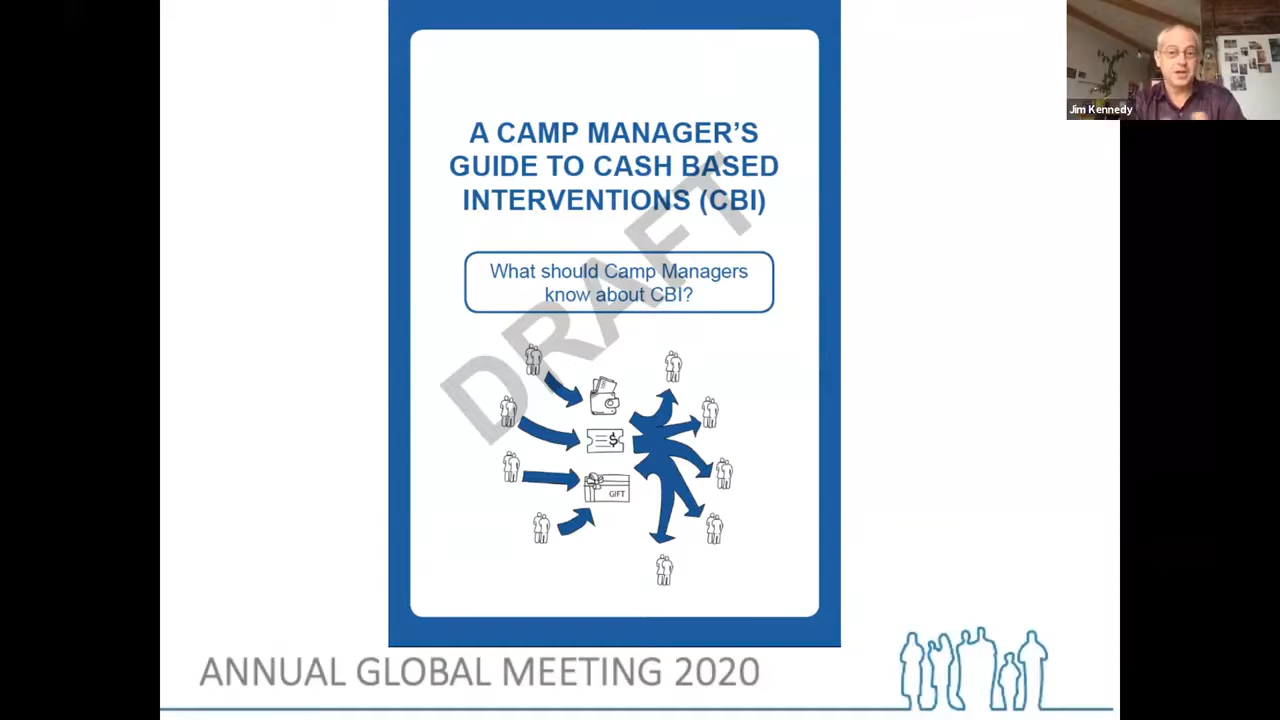 A CAMP MANAGER'S
GUIDE TO CASH BASED
INTERVENTIONS (CBI)
What should Camp Managers
know about CBI?
DRAFT
$
GIFT
ANNUAL GLOBAL MEETING 2020
Jim Kennedy